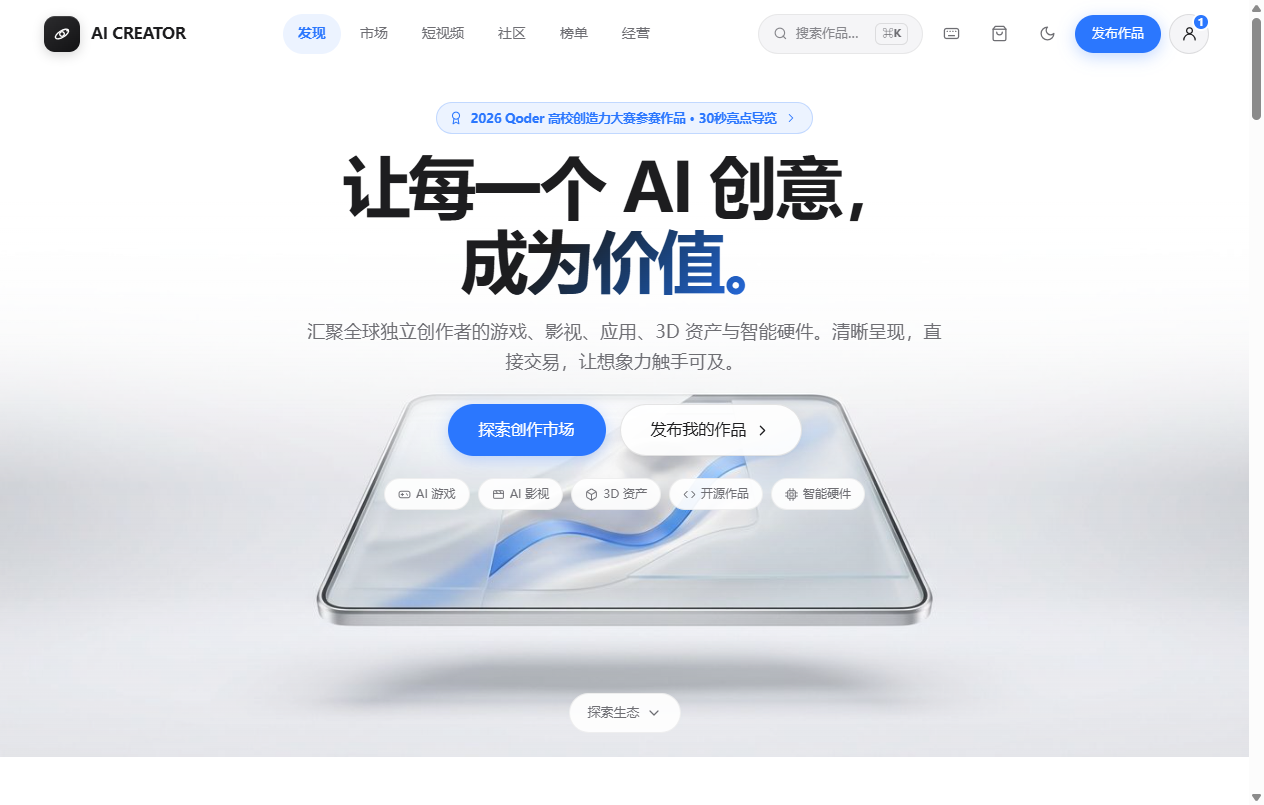 AI CREATOR
发现
市场
短视频
社区
榜单
经营
搜索作品...
⌘K
发布作品
1
2026 Qoder 高校创造力大赛参赛作品 • 30秒亮点导览
让每一个 AI 创意，
成为价值。
汇聚全球独立创作者的游戏、影视、应用、3D 资产与智能硬件。清晰呈现，直
接交易，让想象力触手可及。
探索创作市场
发布我的作品
AI 游戏
AI 影视
3D 资产
开源作品
智能硬件
探索生态